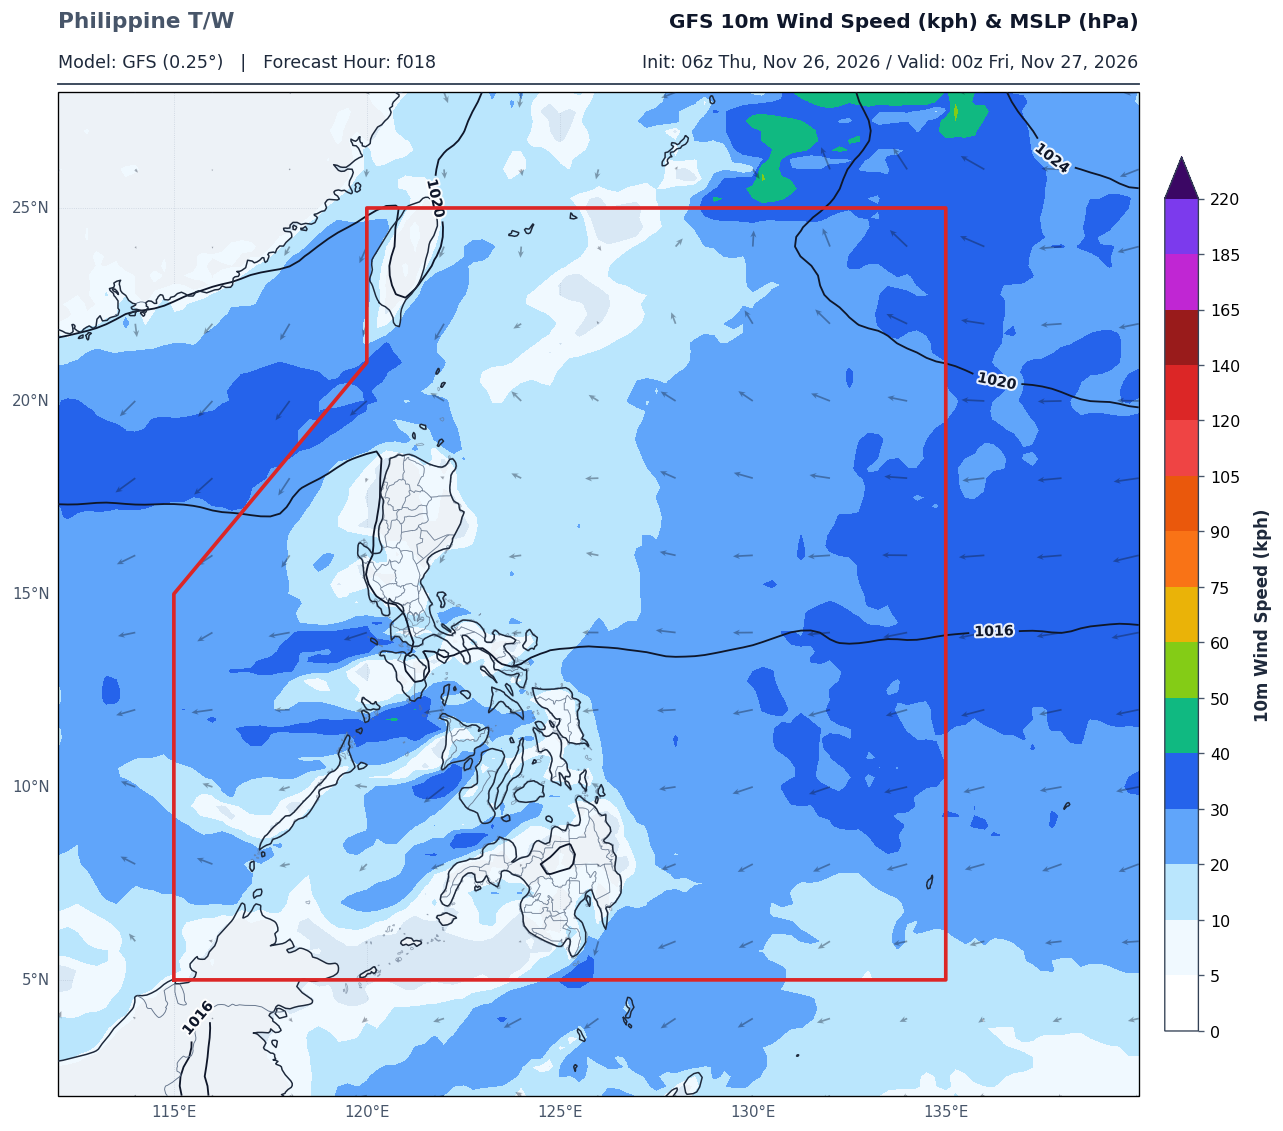 Philippine T/W
GFS 10m Wind Speed (kph) & MSLP (hPa)
Model: GFS (0.25°) | Forecast Hour: f018
Init: 06z Thu, Nov 26, 2026 / Valid: 00z Fri, Nov 27, 2026
1024
1020
1020
1016
1016
25°N
20°N
15°N
10°N
5°N
115°E
120°E
125°E
130°E
135°E
220
185
165
140
120
105
90
75
60
50
40
30
20
10
5
0
10m Wind Speed (kph)